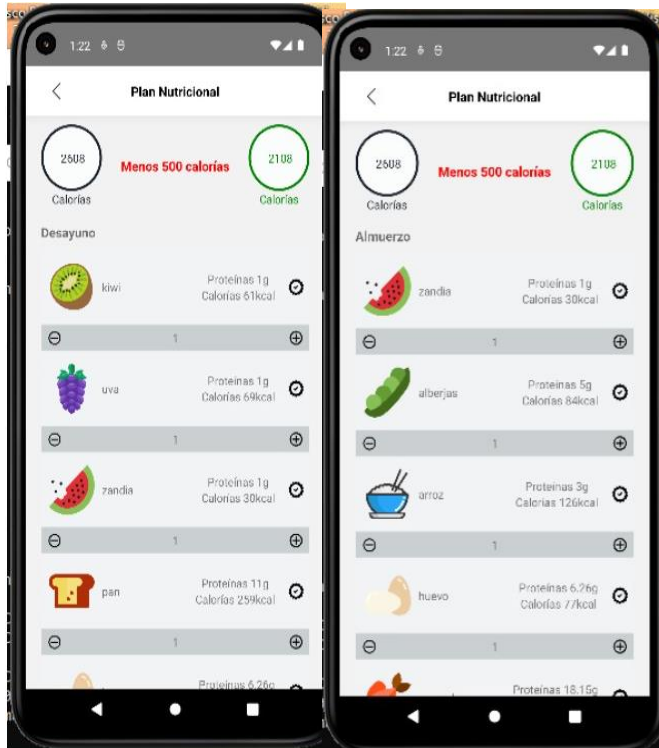 1:22
Plan Nutricional
2608
Menos 500 calorías
2108
Calorías
Calorías
Desayuno
kiwi
Proteínas 1g
Calorías 61kcal
1
uva
Proteínas 1g
Calorías 69kcal
1
zandia
Proteínas 1g
Calorías 30kcal
1
pan
Proteínas 11g
Calorías 259kcal
1
Proteínas 6.26g
1:22
Plan Nutricional
2608
Menos 500 calorías
2108
Calorías
Calorías
Almuerzo
zandia
Proteínas 1g
Calorías 30kcal
1
alberjas
Proteínas 5g
Calorías 84kcal
1
arroz
Proteínas 3g
Calorías 126kcal
1
huevo
Proteínas 6.26g
Calorías 77kcal
1
Proteínas 18.15g